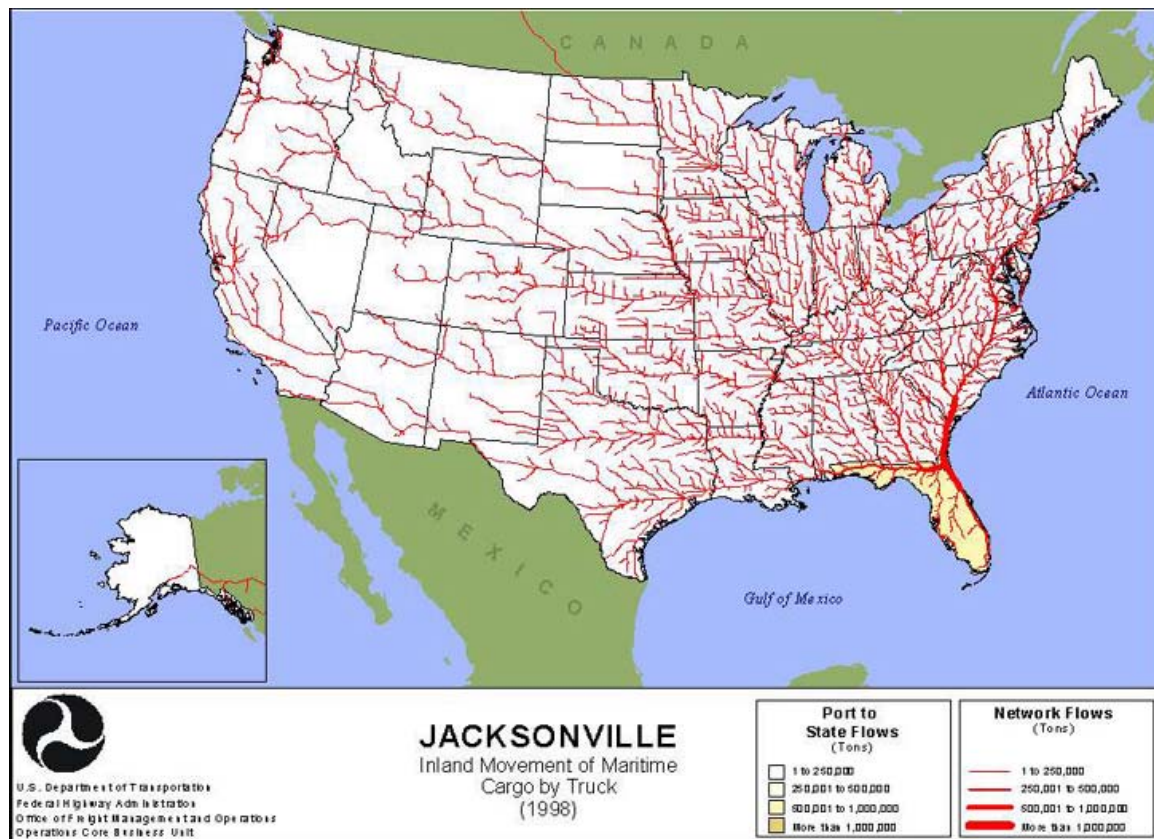 CANADA
Pacific Ocean
Atlantic Ocean
MEXICO
Gulf of Mexico
JACKSONVILLE
Inland Movement of Maritime
Cargo by Truck
(1998)
U.S. Department of Transportation
Federal Highway Administration
Office of Freight Management and Operations
Operations Core Business Unit
Port to
State Flows
(Tons)
1 to 250,000
250,001 to 500,000
500,001 to 1,000,000
More than 1,000,000
Network Flows
(Tons)
1 to 250,000
250,001 to 500,000
500,001 to 1,000,000
More than 1,000,000